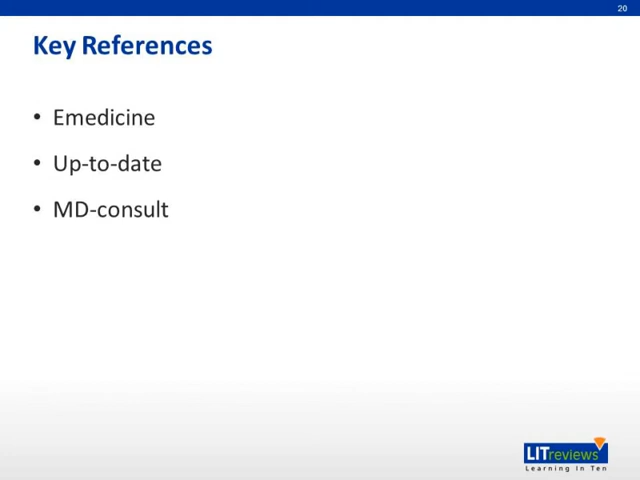 20
Key References
• Emedicine
• Up-to-date
• MD-consult
LITreviews
Learning in Ten